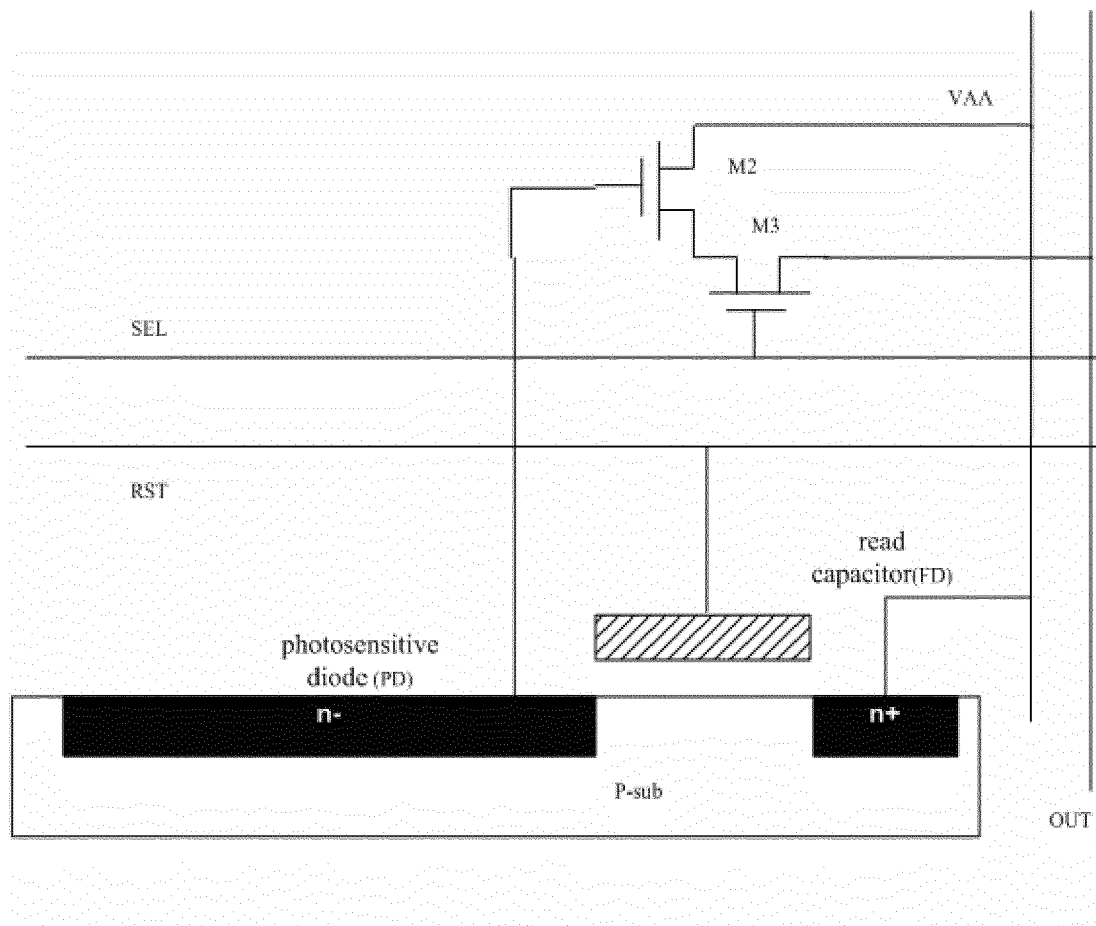 VAA
M2
M3
SEL
RST
read
capacitor(FD)
photosensitive
diode (PD)
n-
n+
P-sub
OUT